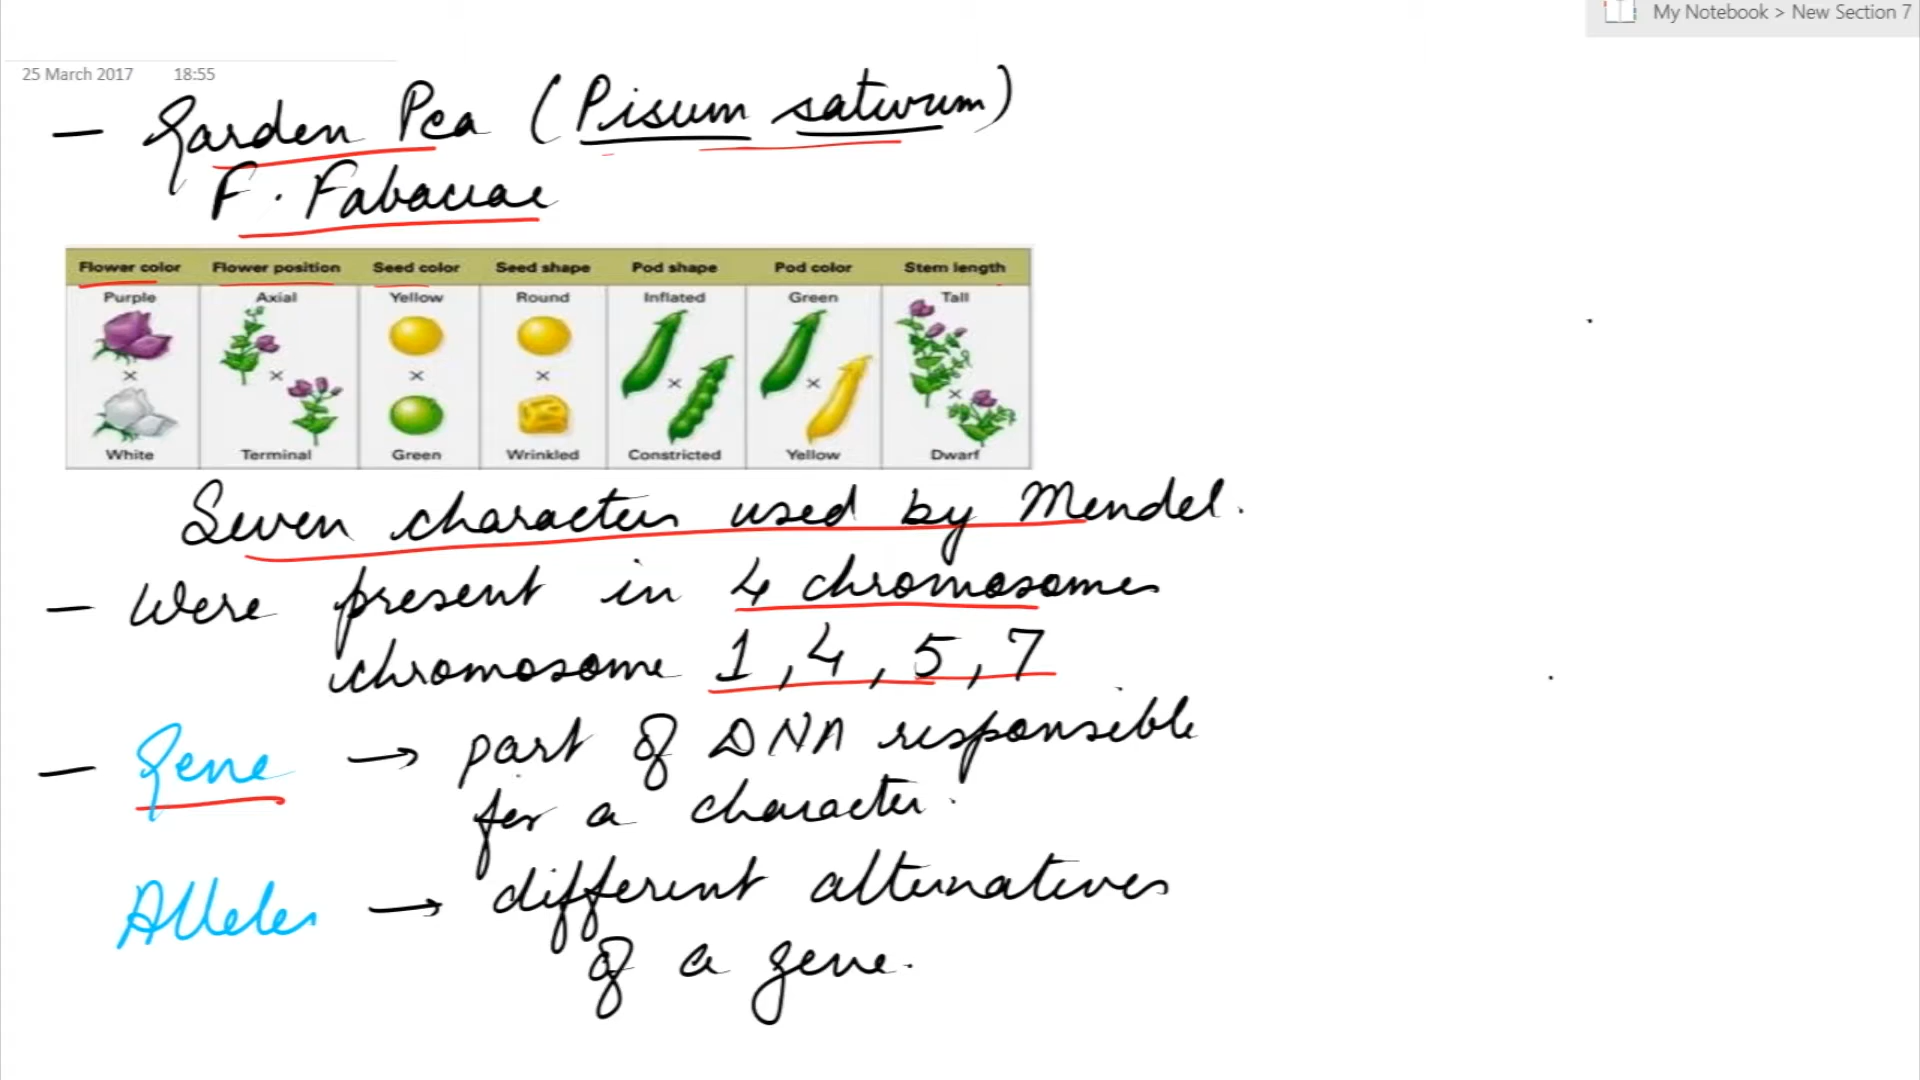 My Notebook > New Section 7
25 March 2017 18:55
— Garden Pea (Pisum sativum)
F. Fabaceae
Flower color Flower position Seed color Seed shape Pod shape Pod color Stem length
Purple Axial Yellow Round Inflated Green Tall
× × × × × × ×
White Terminal Green Wrinkled Constricted Yellow Dwarf
Seven characters used by Mendel.
— Were present in 4 chromosomes
chromosome 1, 4, 5, 7
— Gene → part of DNA responsible
for a character.
Alleles → different alternatives
of a gene.